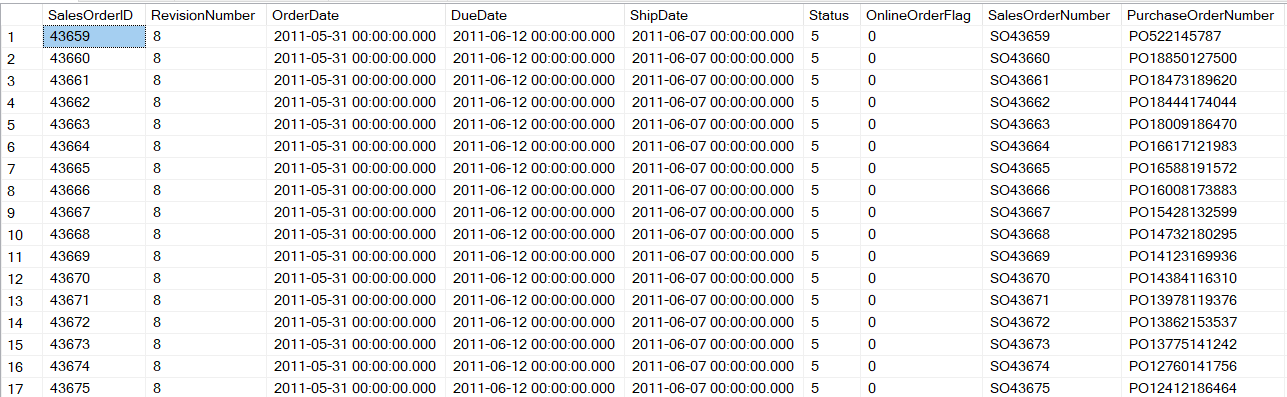 SalesOrderID RevisionNumber OrderDate DueDate ShipDate Status OnlineOrderFlag SalesOrderNumber PurchaseOrderNumber
1 43659 8 2011-05-31 00:00:00.000 2011-06-12 00:00:00.000 2011-06-07 00:00:00.000 5 0 SO43659 PO522145787
2 43660 8 2011-05-31 00:00:00.000 2011-06-12 00:00:00.000 2011-06-07 00:00:00.000 5 0 SO43660 PO18850127500
3 43661 8 2011-05-31 00:00:00.000 2011-06-12 00:00:00.000 2011-06-07 00:00:00.000 5 0 SO43661 PO18473189620
4 43662 8 2011-05-31 00:00:00.000 2011-06-12 00:00:00.000 2011-06-07 00:00:00.000 5 0 SO43662 PO18444174044
5 43663 8 2011-05-31 00:00:00.000 2011-06-12 00:00:00.000 2011-06-07 00:00:00.000 5 0 SO43663 PO18009186470
6 43664 8 2011-05-31 00:00:00.000 2011-06-12 00:00:00.000 2011-06-07 00:00:00.000 5 0 SO43664 PO16617121983
7 43665 8 2011-05-31 00:00:00.000 2011-06-12 00:00:00.000 2011-06-07 00:00:00.000 5 0 SO43665 PO16588191572
8 43666 8 2011-05-31 00:00:00.000 2011-06-12 00:00:00.000 2011-06-07 00:00:00.000 5 0 SO43666 PO16008173883
9 43667 8 2011-05-31 00:00:00.000 2011-06-12 00:00:00.000 2011-06-07 00:00:00.000 5 0 SO43667 PO15428132599
10 43668 8 2011-05-31 00:00:00.000 2011-06-12 00:00:00.000 2011-06-07 00:00:00.000 5 0 SO43668 PO14732180295
11 43669 8 2011-05-31 00:00:00.000 2011-06-12 00:00:00.000 2011-06-07 00:00:00.000 5 0 SO43669 PO14123169936
12 43670 8 2011-05-31 00:00:00.000 2011-06-12 00:00:00.000 2011-06-07 00:00:00.000 5 0 SO43670 PO14384116310
13 43671 8 2011-05-31 00:00:00.000 2011-06-12 00:00:00.000 2011-06-07 00:00:00.000 5 0 SO43671 PO13978119376
14 43672 8 2011-05-31 00:00:00.000 2011-06-12 00:00:00.000 2011-06-07 00:00:00.000 5 0 SO43672 PO13862153537
15 43673 8 2011-05-31 00:00:00.000 2011-06-12 00:00:00.000 2011-06-07 00:00:00.000 5 0 SO43673 PO13775141242
16 43674 8 2011-05-31 00:00:00.000 2011-06-12 00:00:00.000 2011-06-07 00:00:00.000 5 0 SO43674 PO12760141756
17 43675 8 2011-05-31 00:00:00.000 2011-06-12 00:00:00.000 2011-06-07 00:00:00.000 5 0 SO43675 PO12412186464